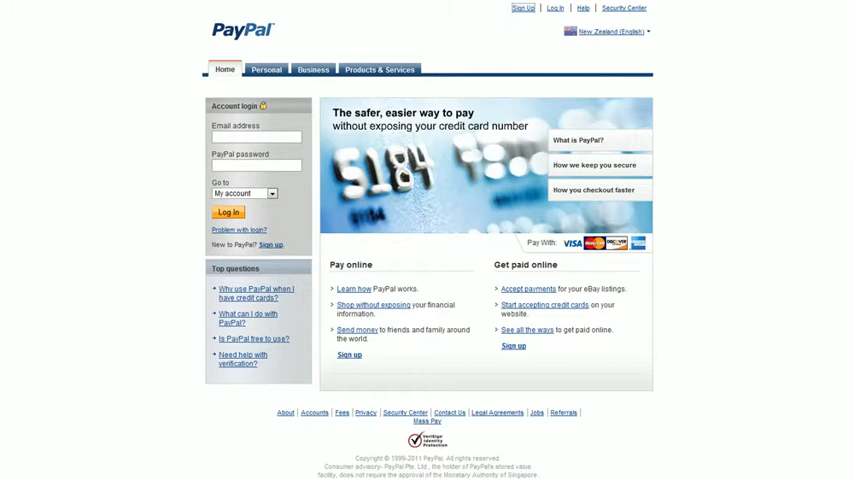 Sign Up | Log In | Help | Security Center
PayPal
New Zealand (English)
Home Personal Business Products & Services
Account login
Email address
PayPal password
Go to
My account
Log In
Problem with login?
New to PayPal? Sign up.
Top questions
Why use PayPal when I
have credit cards?
What can I do with
PayPal?
Is PayPal free to use?
Need help with
verification?
The safer, easier way to pay
without exposing your credit card number
5184
What is PayPal?
How we keep you secure
How you checkout faster
Pay With: VISA MasterCard DISCOVER
Pay online
Learn how PayPal works.
Shop without exposing your financial
information.
Send money to friends and family around
the world.
Sign up
Get paid online
Accept payments for your eBay listings.
Start accepting credit cards on your
website.
See all the ways to get paid online.
Sign up
About | Accounts | Fees | Privacy | Security Center | Contact Us | Legal Agreements | Jobs | Referrals |
Mass Pay
VeriSign
Identity
Protection
Copyright © 1999-2011 PayPal. All rights reserved.
Consumer advisory- PayPal Pte. Ltd., the holder of PayPal's stored value
facility, does not require the approval of the Monetary Authority of Singapore.